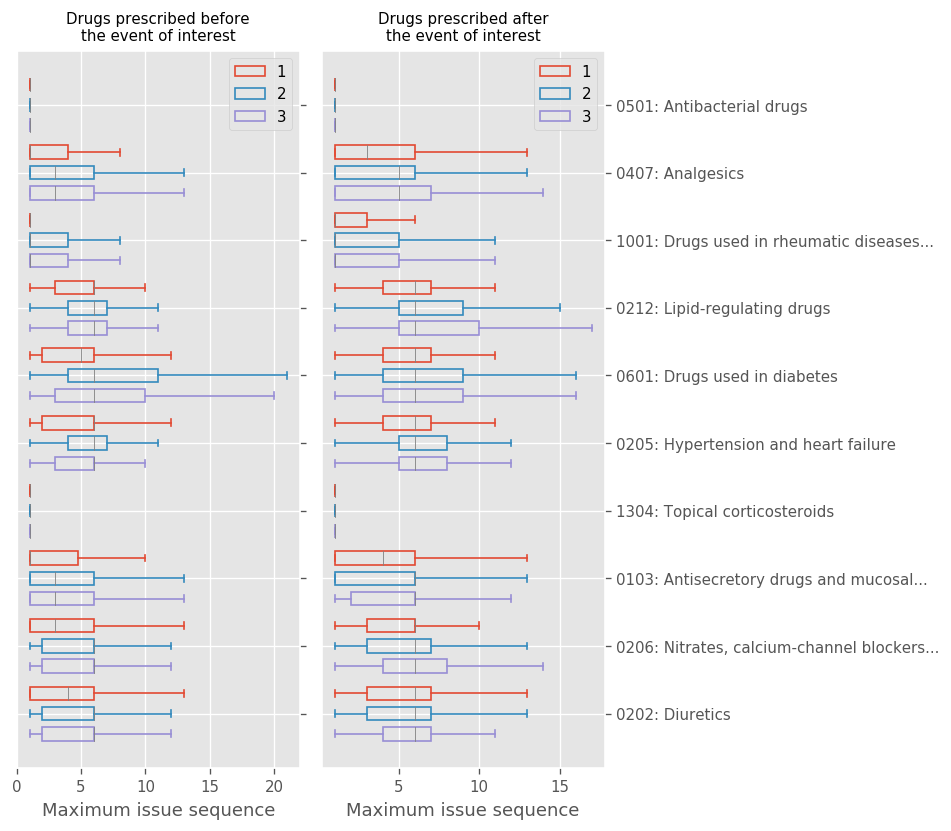 Drugs prescribed before
the event of interest
Drugs prescribed after
the event of interest
1
2
3
1
2
3
0501: Antibacterial drugs
0407: Analgesics
1001: Drugs used in rheumatic diseases...
0212: Lipid-regulating drugs
0601: Drugs used in diabetes
0205: Hypertension and heart failure
1304: Topical corticosteroids
0103: Antisecretory drugs and mucosal...
0206: Nitrates, calcium-channel blockers...
0202: Diuretics
0 5 10 15 20
5 10 15
Maximum issue sequence
Maximum issue sequence